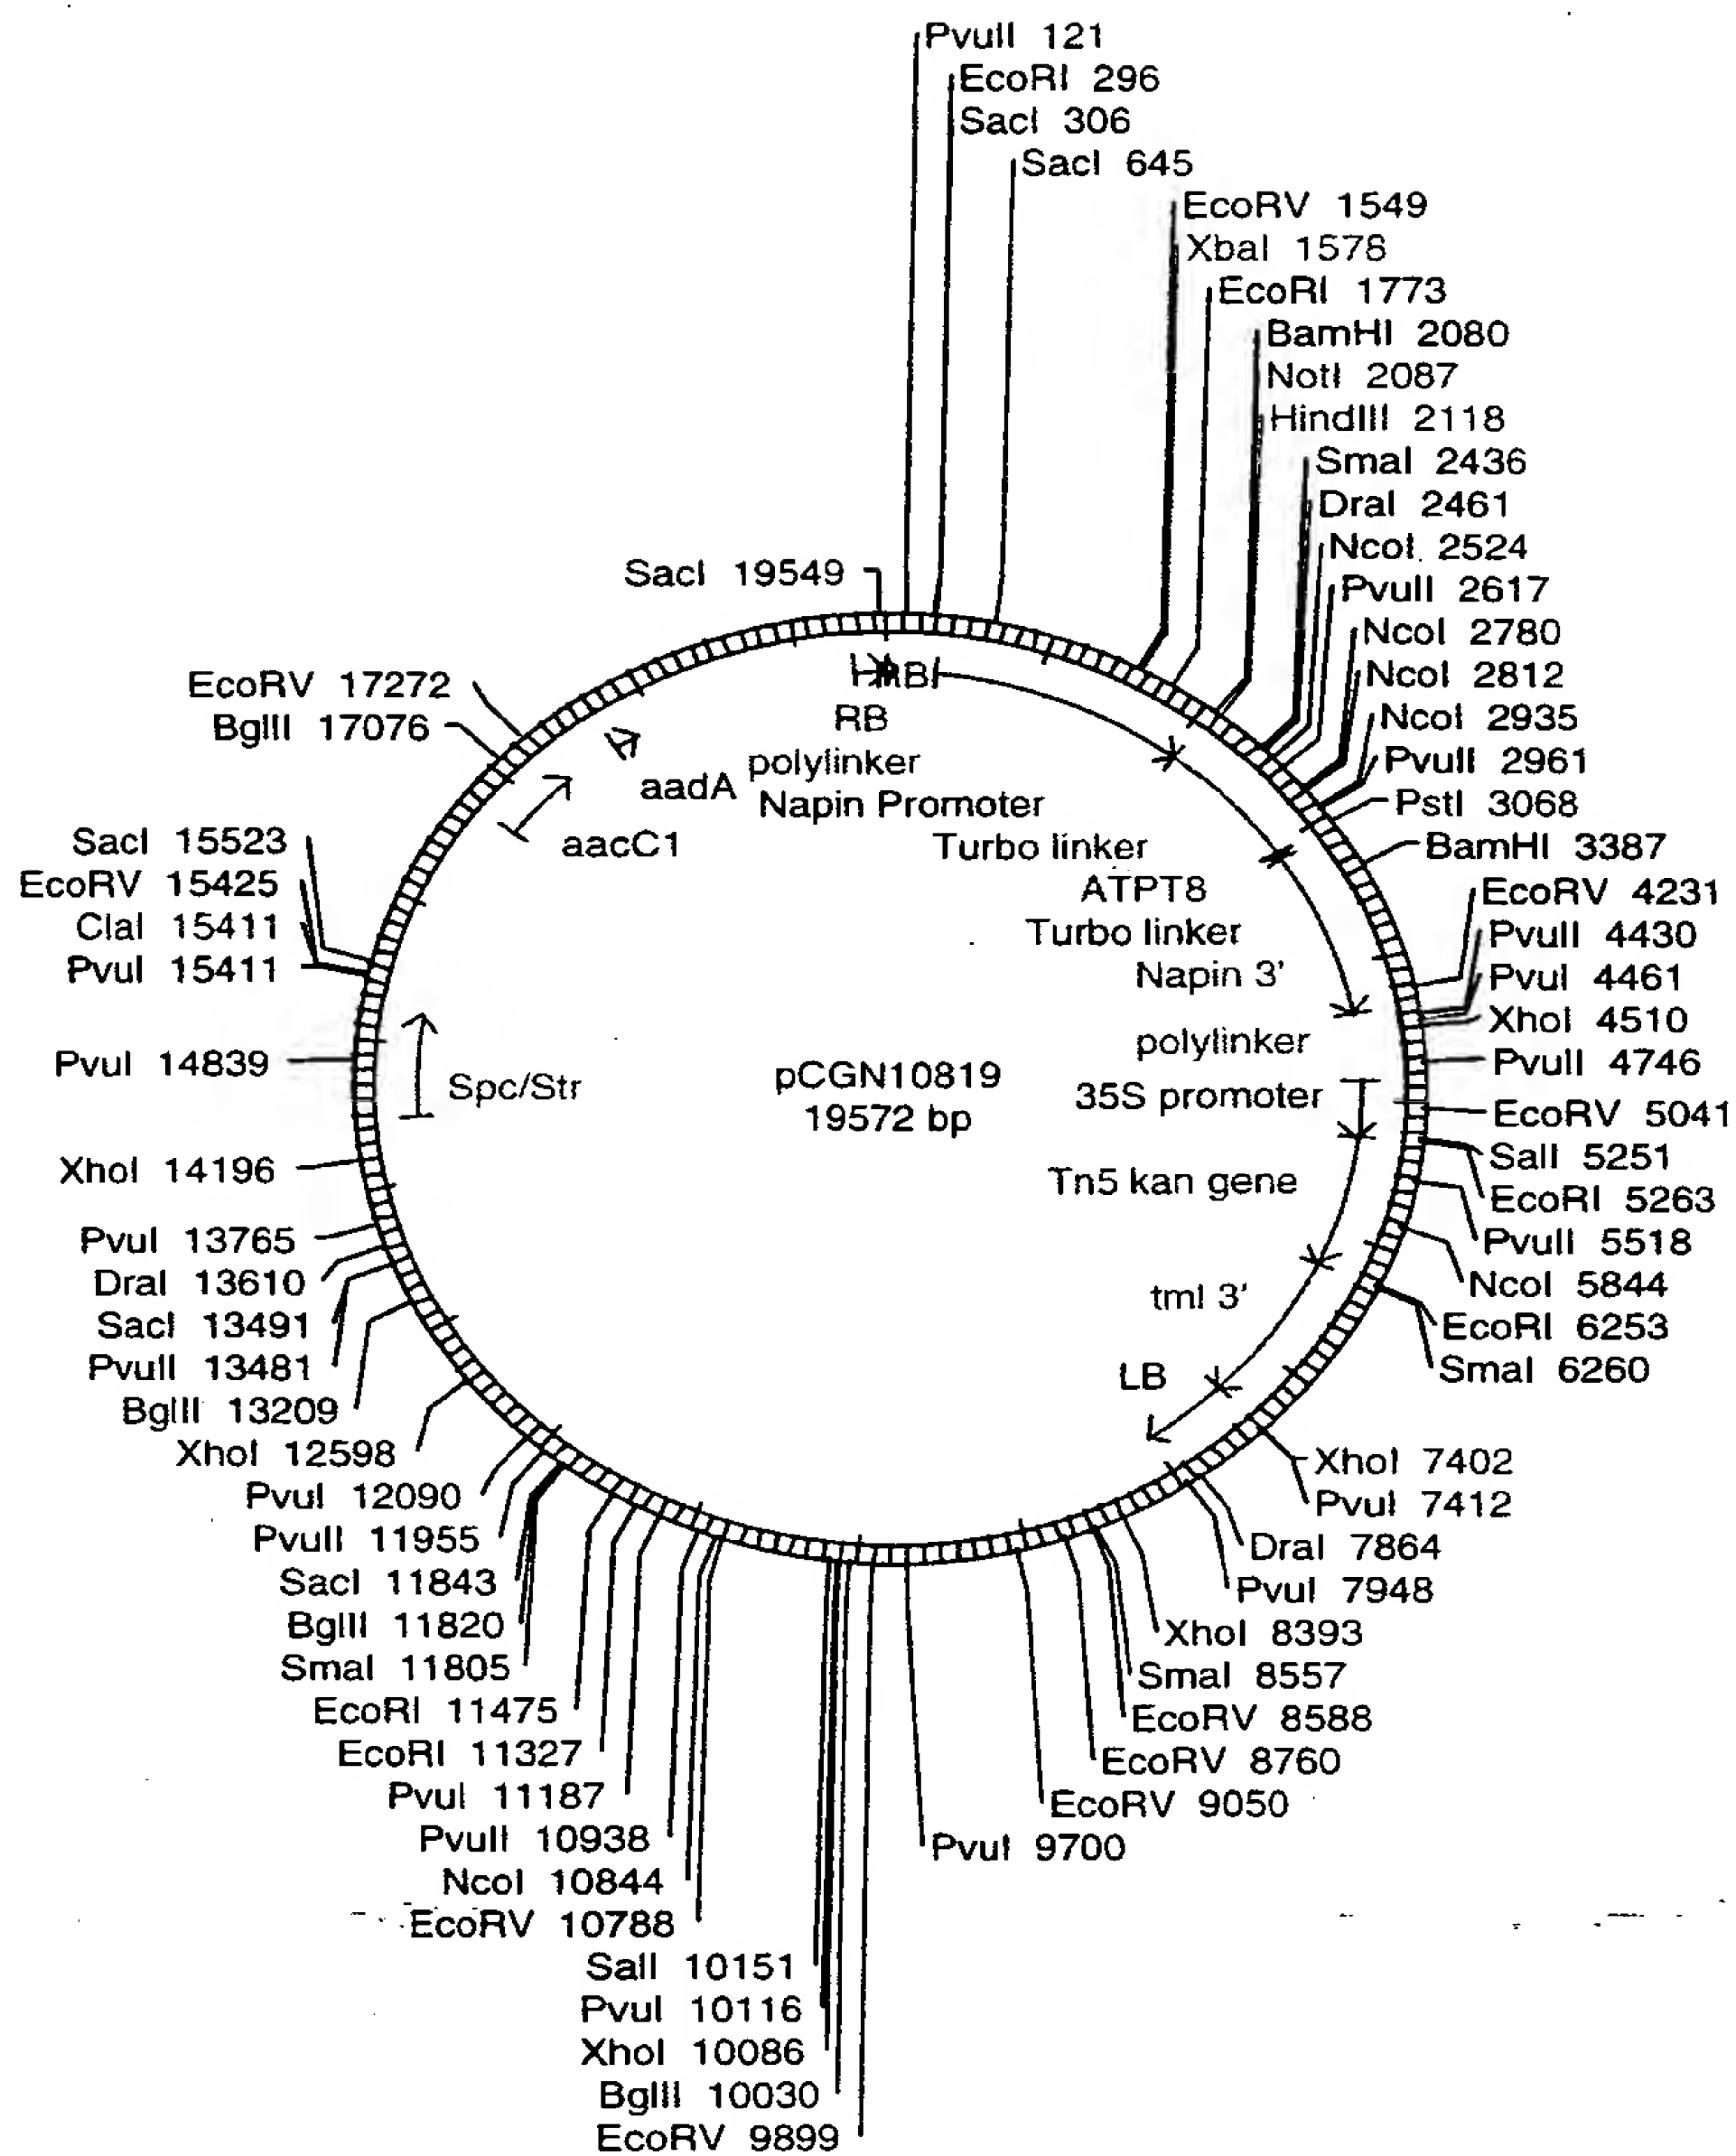 PvuII 121
EcoRI 296
SacI 306
SacI 645
EcoRV 1549
XbaI 1578
EcoRI 1773
BamHI 2080
NotI 2087
HindIII 2118
SmaI 2436
DraI 2461
NcoI 2524
PvuII 2617
NcoI 2780
NcoI 2812
NcoI 2935
PvuII 2961
PstI 3068
BamHI 3387
EcoRV 4231
PvuII 4430
PvuI 4461
XhoI 4510
PvuII 4746
EcoRV 5041
SalI 5251
EcoRI 5263
PvuII 5518
NcoI 5844
EcoRI 6253
SmaI 6260
XhoI 7402
PvuI 7412
DraI 7864
PvuI 7948
XhoI 8393
SmaI 8557
EcoRV 8588
EcoRV 8760
EcoRV 9050
PvuI 9700
SacI 19549
EcoRV 17272
BglII 17076
SacI 15523
EcoRV 15425
ClaI 15411
PvuI 15411
PvuI 14839
XhoI 14196
PvuI 13765
DraI 13610
SacI 13491
PvuII 13481
BglII 13209
XhoI 12598
PvuI 12090
PvuII 11955
SacI 11843
BglII 11820
SmaI 11805
EcoRI 11475
EcoRI 11327
PvuI 11187
PvuII 10938
NcoI 10844
EcoRV 10788
SalI 10151
PvuI 10116
XhoI 10086
BglII 10030
EcoRV 9899
RB
polylinker
Napin Promoter
Turbo linker
ATPT8
Turbo linker
Napin 3'
polylinker
35S promoter
Tn5 kan gene
tml 3'
LB
aadA
aacC1
Spc/Str
pCGN10819
19572 bp